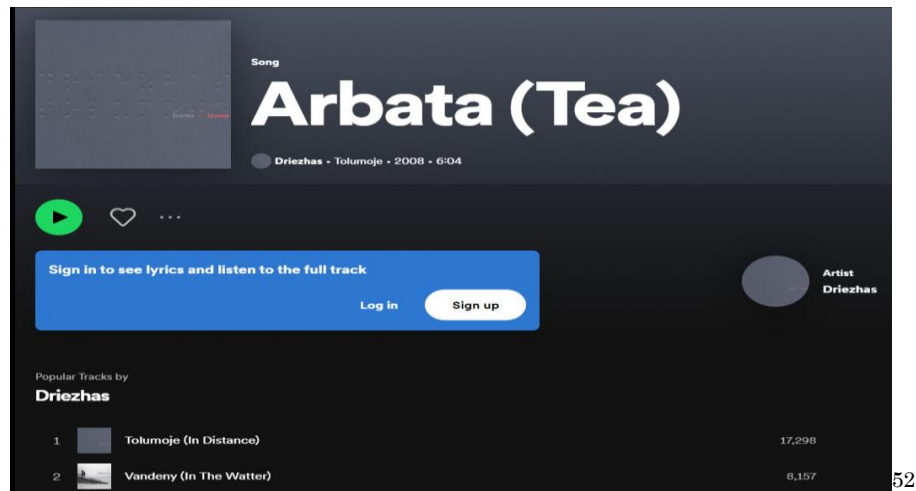 Song
Arbata (Tea)
Driezhas • Tolumoje • 2008 • 6:04
Sign in to see lyrics and listen to the full track
Log in Sign up
Artist
Driezhas
Popular Tracks by
Driezhas
1 Tolumoje (In Distance) 17,298
2 Vandeny (In The Watter) 8,157
52